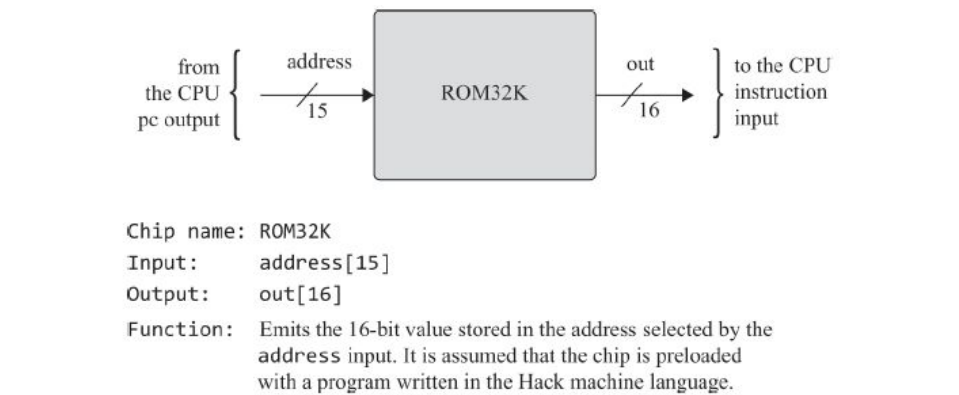 from
the CPU
pc output
address
15
ROM32K
out
16
to the CPU
instruction
input
Chip name: ROM32K
Input: address[15]
Output: out[16]
Function: Emits the 16-bit value stored in the address selected by the
address input. It is assumed that the chip is preloaded
with a program written in the Hack machine language.